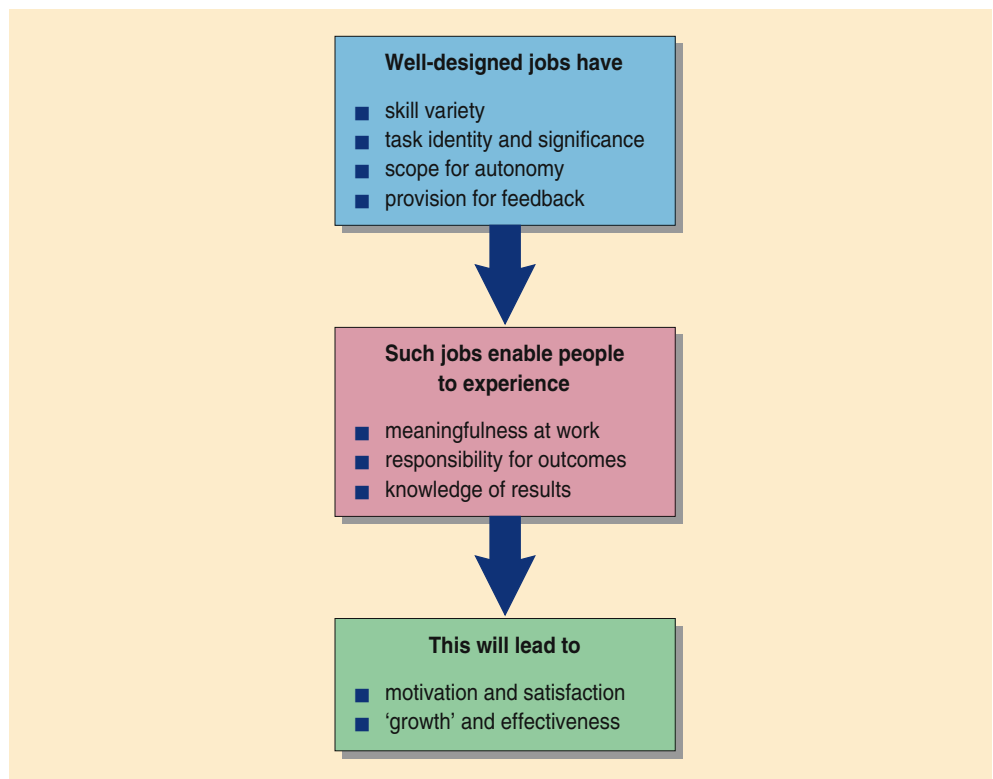 Well-designed jobs have
skill variety
task identity and significance
scope for autonomy
provision for feedback
Such jobs enable people
to experience
meaningfulness at work
responsibility for outcomes
knowledge of results
This will lead to
motivation and satisfaction
‘growth’ and effectiveness